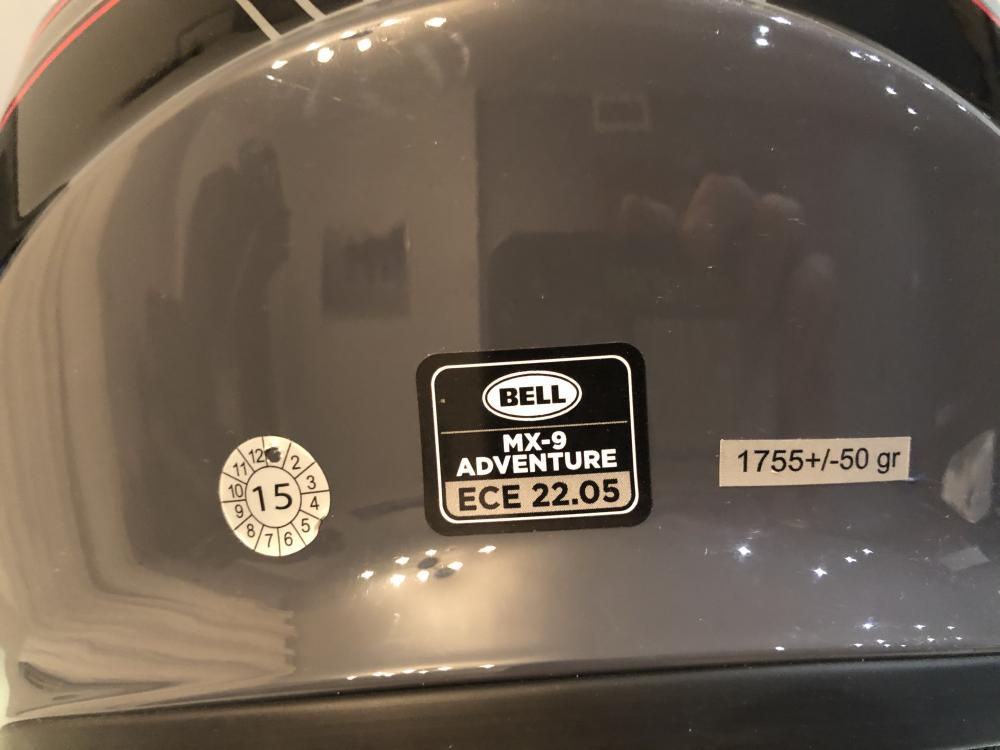 BELL
MX-9
ADVENTURE
ECE 22.05
12 2 3 4 5 6 7 8 9 10 11
15
1755+/-50 gr